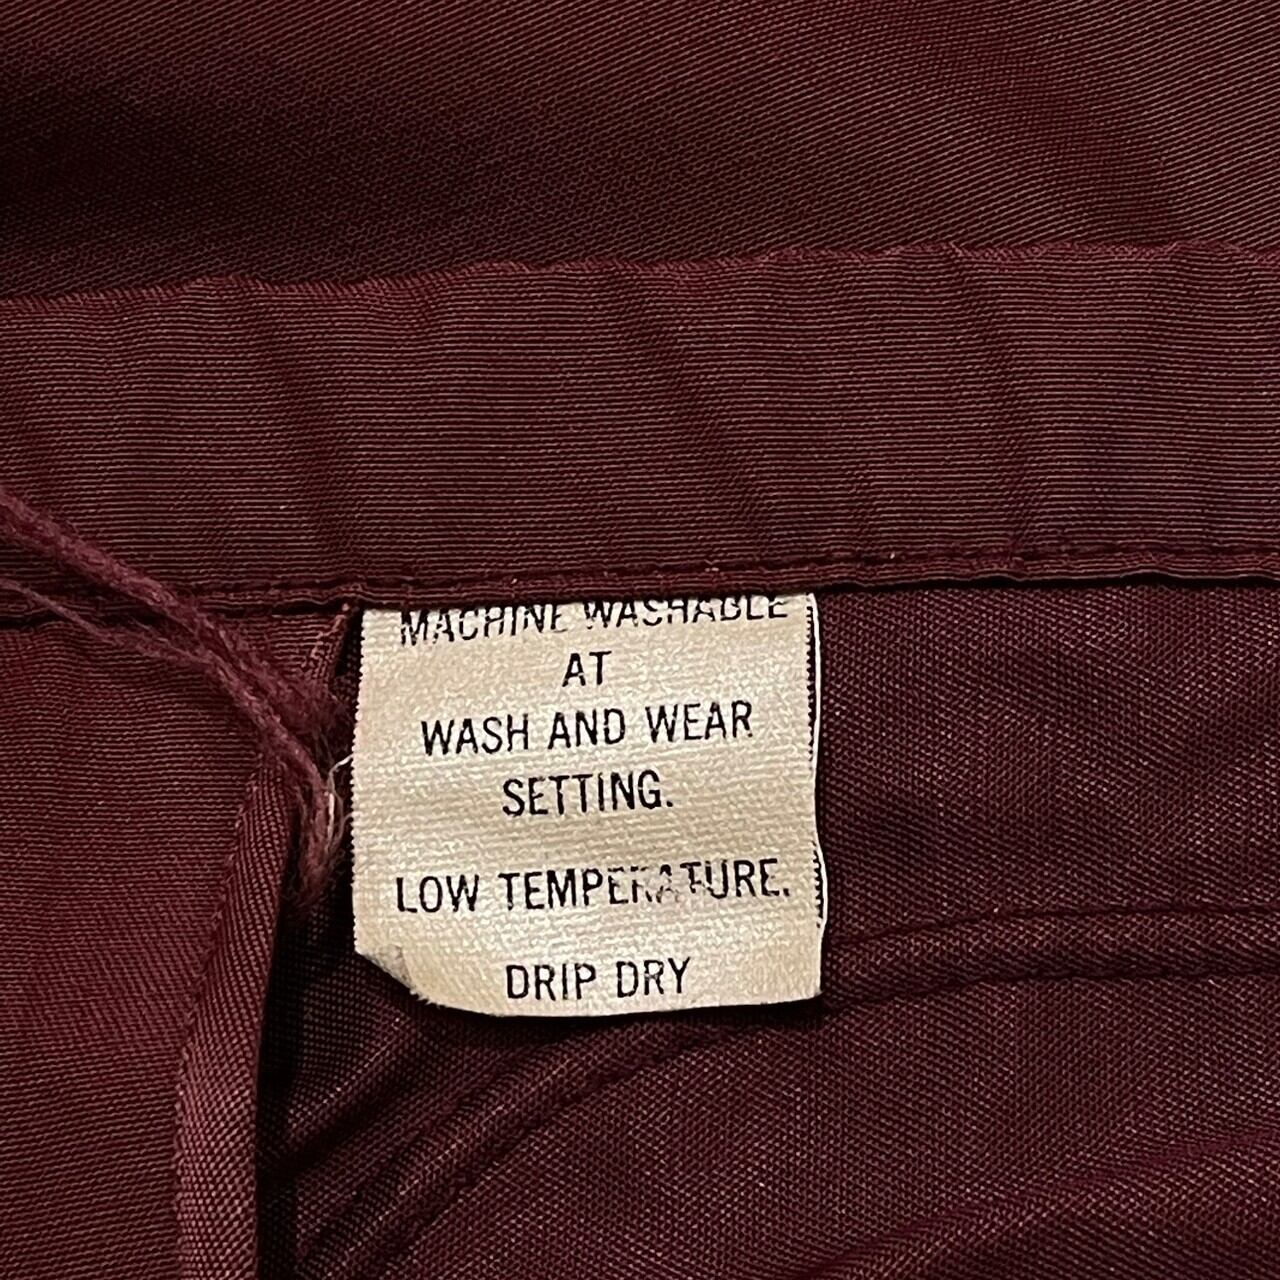 MACHINE WASHABLE
AT
WASH AND WEAR
SETTING.
LOW TEMPERATURE.
DRIP DRY